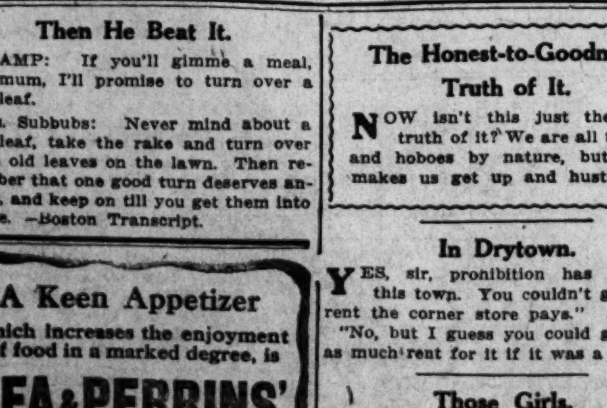 Then He Beat It.
AMP: If you'll gimme a meal,
mum, I'll promise to turn over a
leaf.
. Subbubs: Never mind about a
leaf, take the rake and turn over
old leaves on the lawn. Then re-
ber that one good turn deserves an-
, and keep on till you get them into
e. —Boston Transcript.
A Keen Appetizer
hich increases the enjoyment
f food in a marked degree, is
EA & PERRINS'
The Honest-to-Goodn
Truth of It.
NOW isn't this just the
truth of it? We are all
and hoboes by nature, but
makes us get up and hust
In Drytown.
YES, sir, prohibition has
this town. You couldn't g
rent the corner store pays."
"No, but I guess you could g
as much rent for it if it was a
Those Girls.